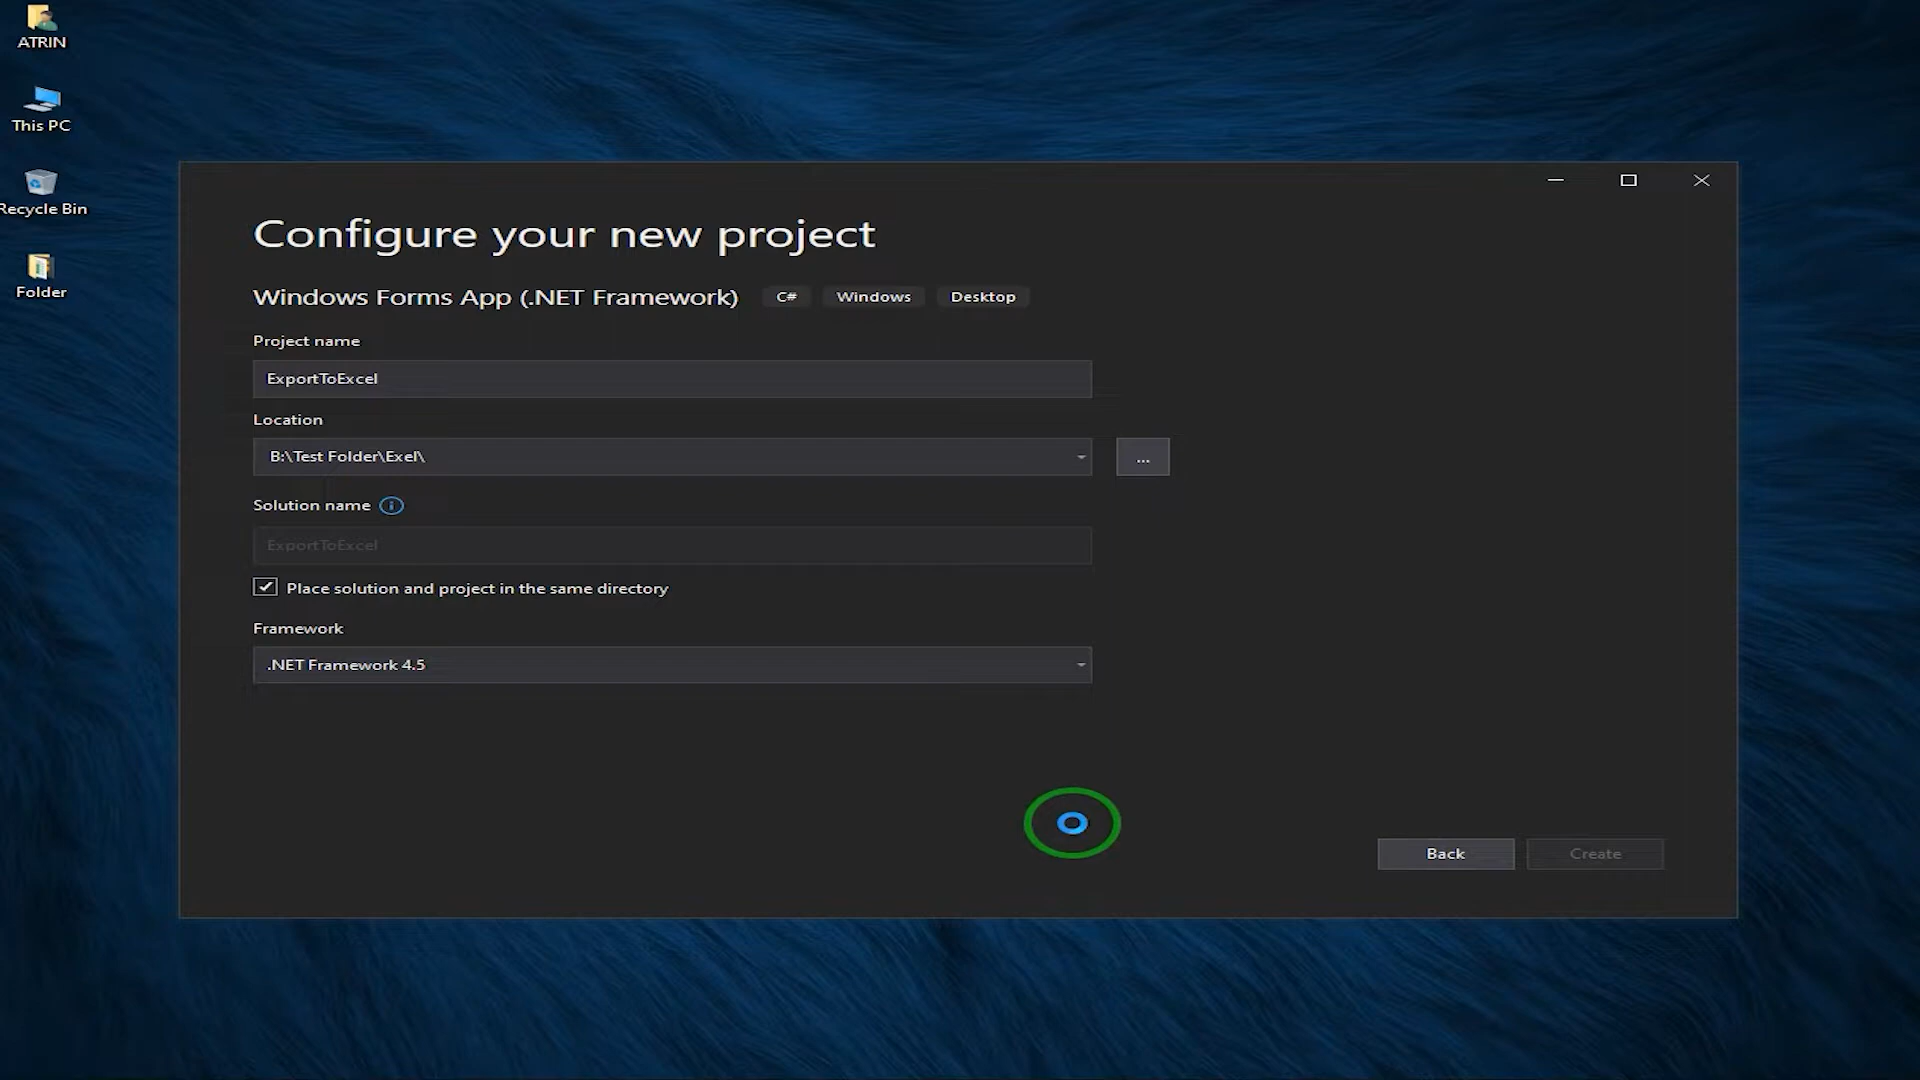 ATRIN
This PC
Recycle Bin
Folder
Configure your new project
Windows Forms App (.NET Framework) C# Windows Desktop
Project name
ExportToExcel
Location
B:\Test Folder\Exel\
...
Solution name
ExportToExcel
Place solution and project in the same directory
Framework
.NET Framework 4.5
Back
Create